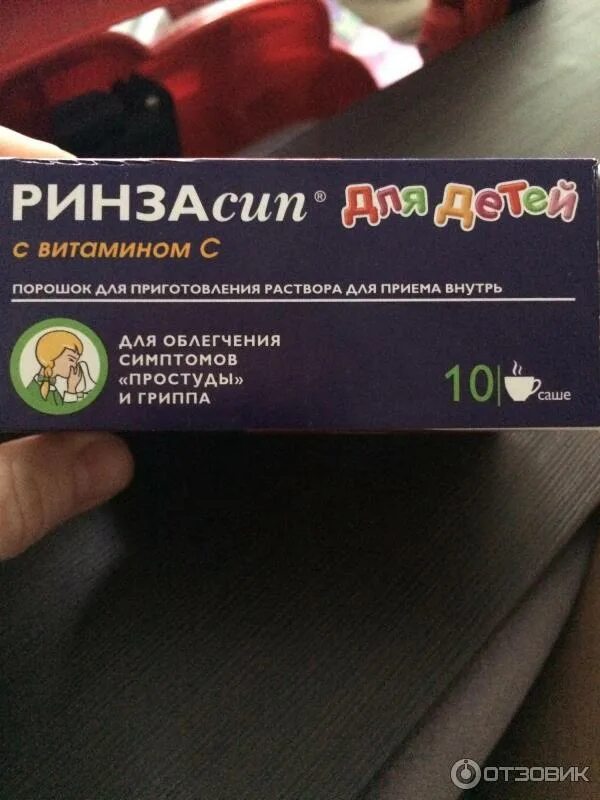 РИНЗАсип® для детей
с витамином С
ПОРОШОК ДЛЯ ПРИГОТОВЛЕНИЯ РАСТВОРА ДЛЯ ПРИЕМА ВНУТРЬ
ДЛЯ ОБЛЕГЧЕНИЯ
СИМПТОМОВ
«ПРОСТУДЫ»
И ГРИППА
10 саше
ОТЗОВИК